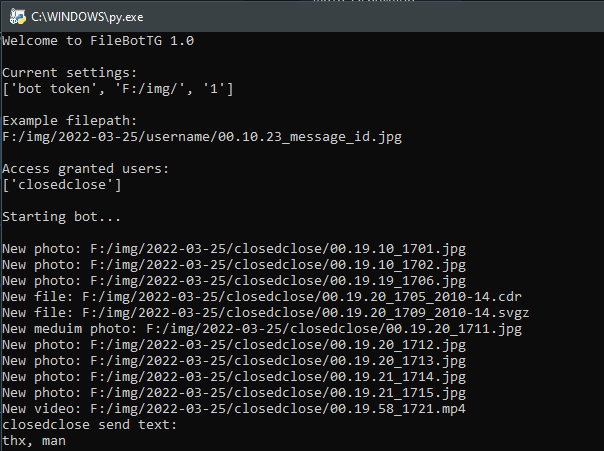 C:\WINDOWS\py.exe
Welcome to FileBotTG 1.0
Current settings:
['bot token', 'F:/img/', '1']
Example filepath:
F:/img/2022-03-25/username/00.10.23_message_id.jpg
Access granted users:
['closedclose']
Starting bot...
New photo: F:/img/2022-03-25/closedclose/00.19.10_1701.jpg
New photo: F:/img/2022-03-25/closedclose/00.19.10_1702.jpg
New photo: F:/img/2022-03-25/closedclose/00.19.19_1706.jpg
New file: F:/img/2022-03-25/closedclose/00.19.20_1705_2010-14.cdr
New file: F:/img/2022-03-25/closedclose/00.19.20_1709_2010-14.svgz
New meduim photo: F:/img/2022-03-25/closedclose/00.19.20_1711.jpg
New photo: F:/img/2022-03-25/closedclose/00.19.20_1712.jpg
New photo: F:/img/2022-03-25/closedclose/00.19.20_1713.jpg
New photo: F:/img/2022-03-25/closedclose/00.19.21_1714.jpg
New photo: F:/img/2022-03-25/closedclose/00.19.21_1715.jpg
New video: F:/img/2022-03-25/closedclose/00.19.58_1721.mp4
closedclose send text:
thx, man